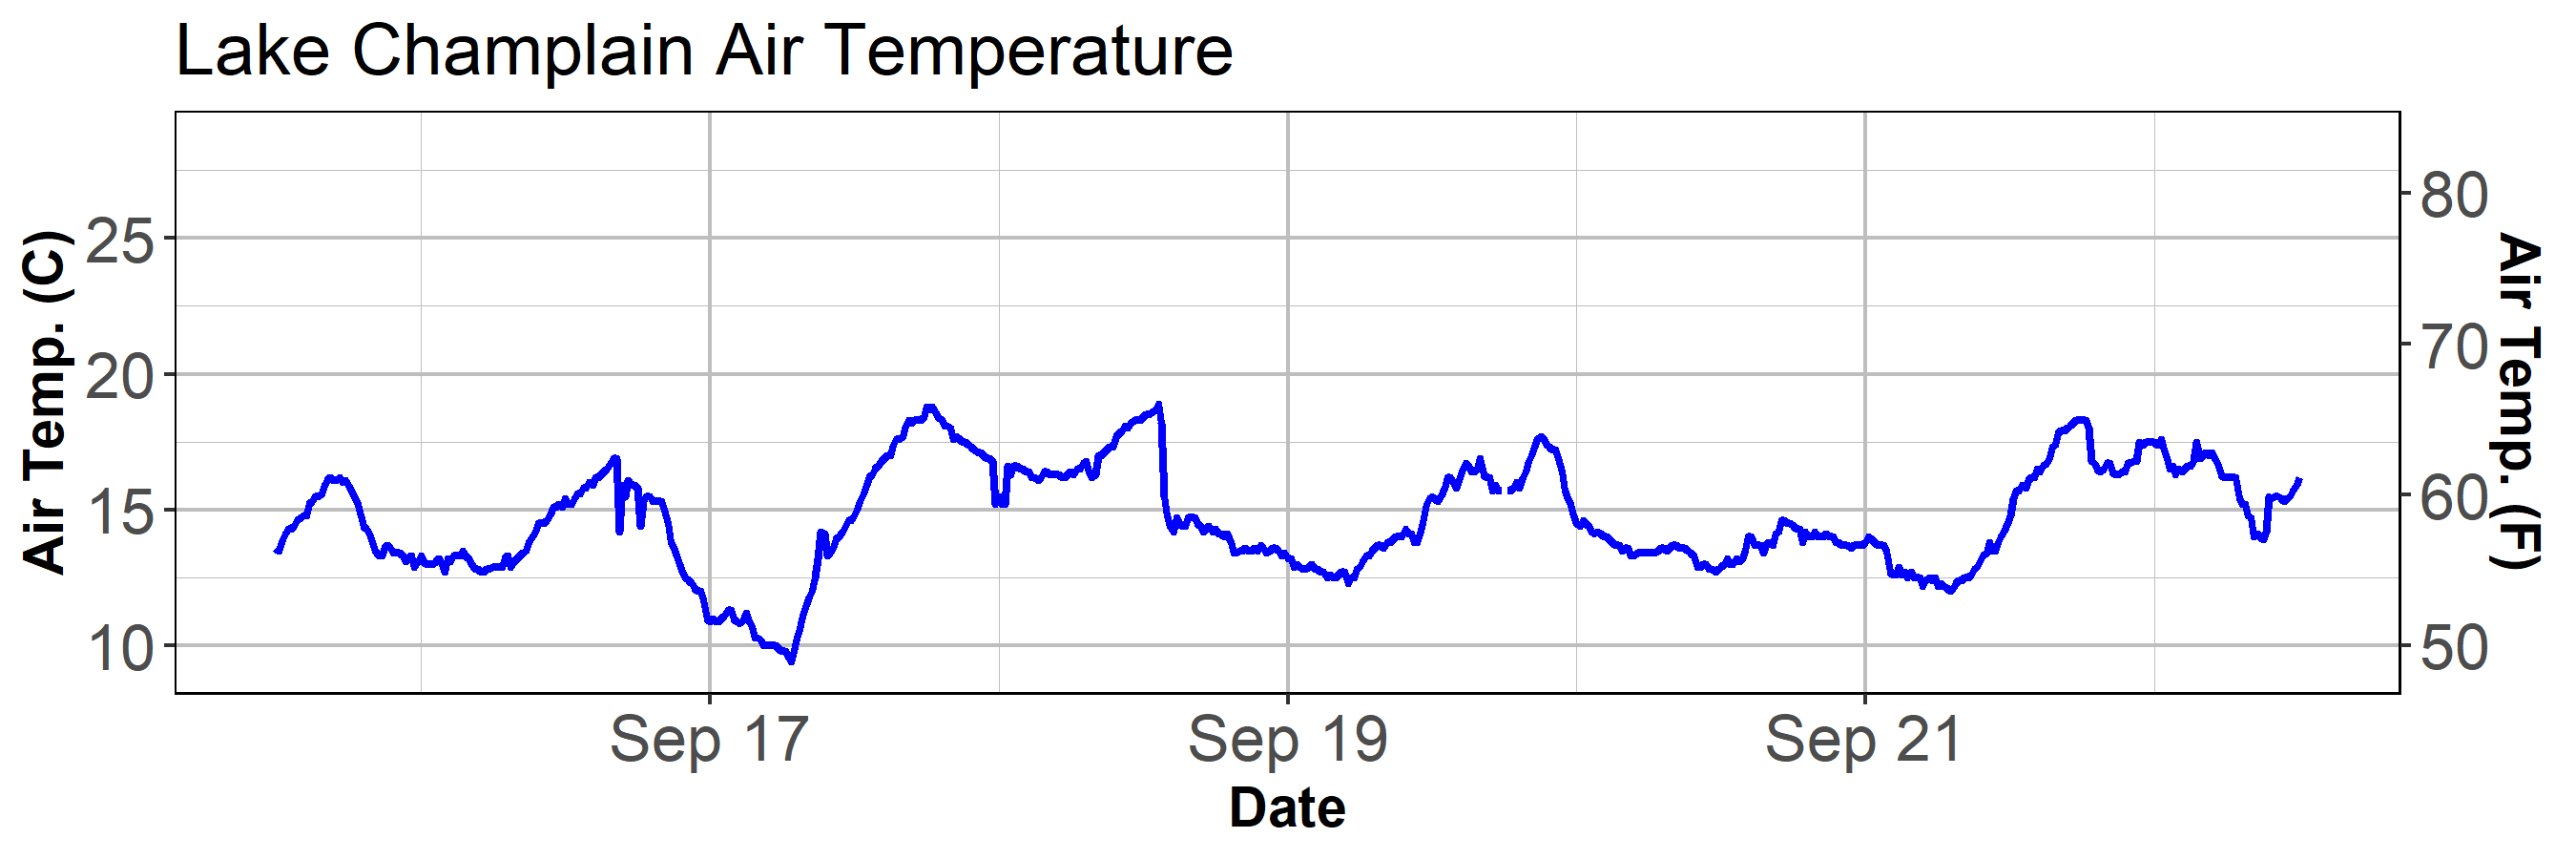 Lake Champlain Air Temperature
Air Temp. (C)
25
20
15
10
80
70
60
50
Air Temp. (F)
Sep 17
Sep 19
Sep 21
Date